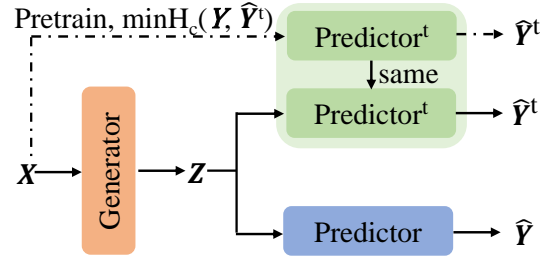 Pretrain, minH_c(Y, Ŷ^t)
Predictor^t
Ŷ^t
same
Predictor^t
Ŷ^t
X
Generator
Z
Predictor
Ŷ